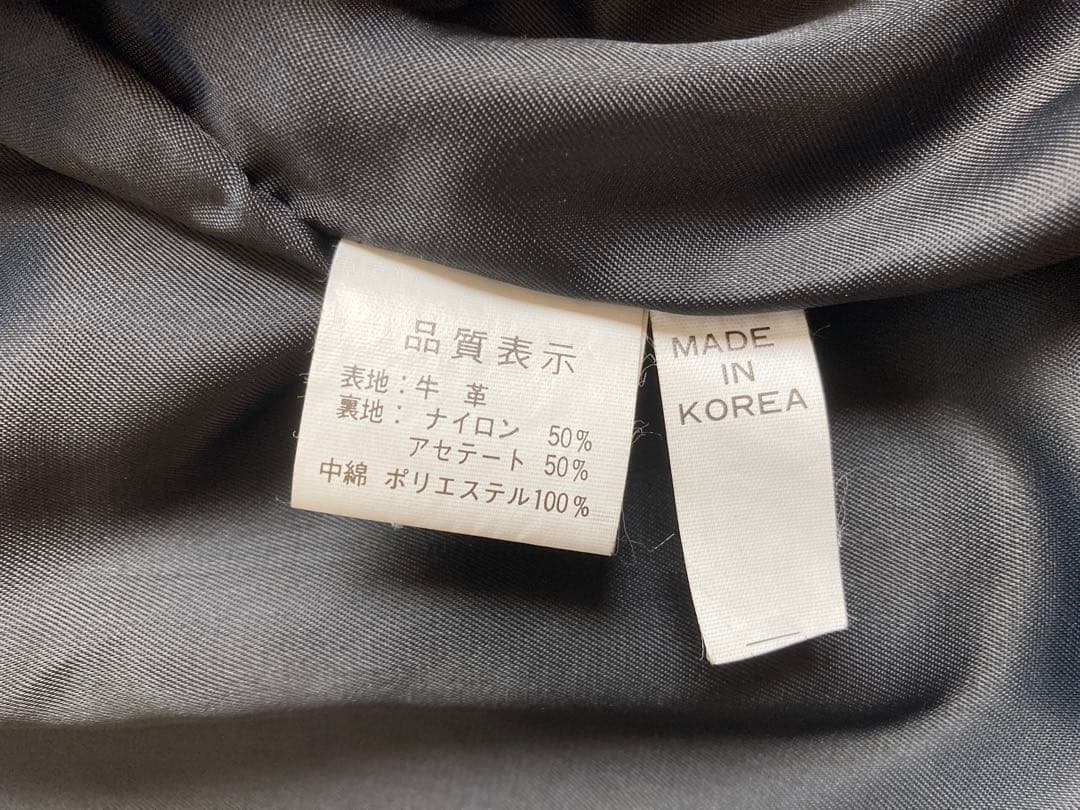 品質表示
表地：牛 革
裏地： ナイロン 50%
アセテート 50%
中綿 ポリエステル100%
MADE
IN
KOREA